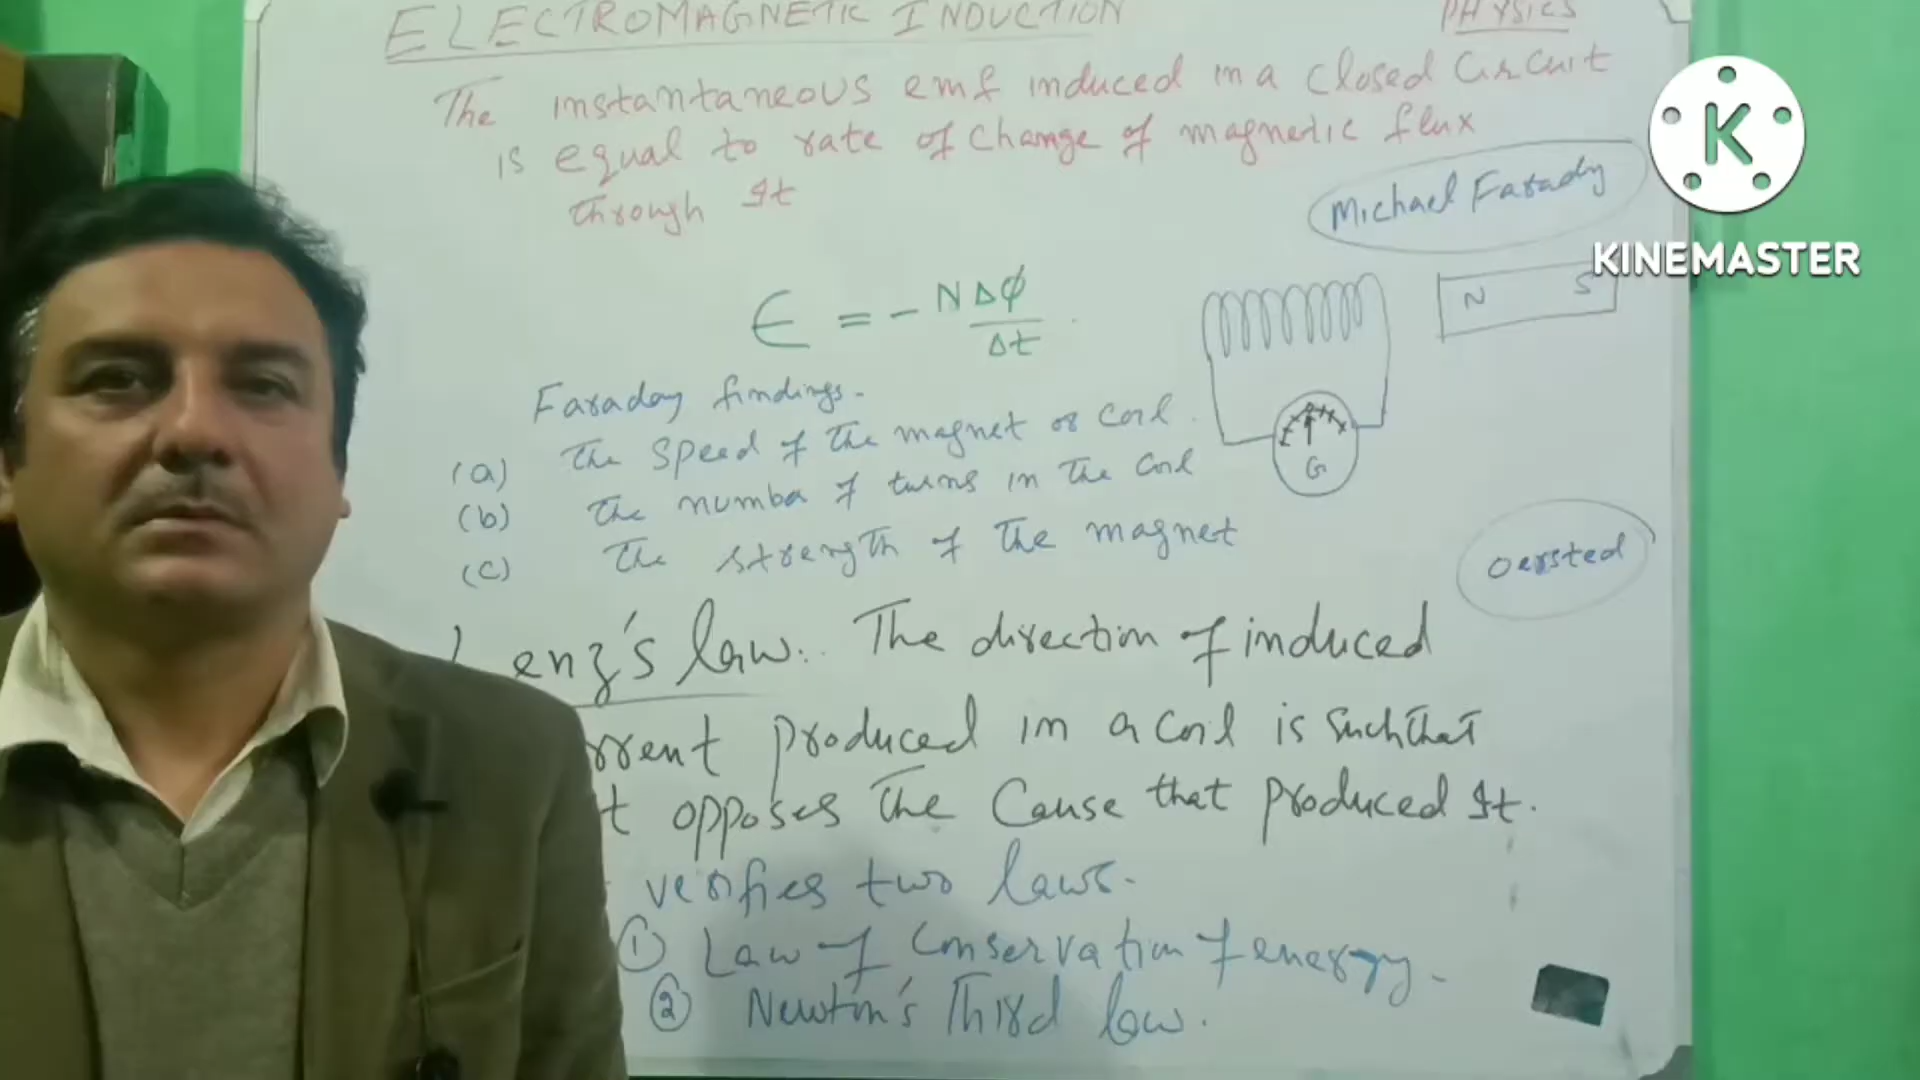 ELECTROMAGNETIC INDUCTION
PHYSICS
The instantaneous emf induced in a closed Circuit
is equal to rate of change of magnetic flux
through It
Michael Faraday
K
KINEMASTER
N S
ϵ = - NΔϕ
Δt
G
Faraday findings.
(a) The speed of the magnet or coil.
(b) The number of turns in the coil
(c) The strength of the magnet
Oersted
Lenz's law.. The direction of induced
rrent produced in a coil is such that
t opposes The Cause that produced It.
verifies two laws.
① Law of Conservation of energy.
② Newton's Third law.